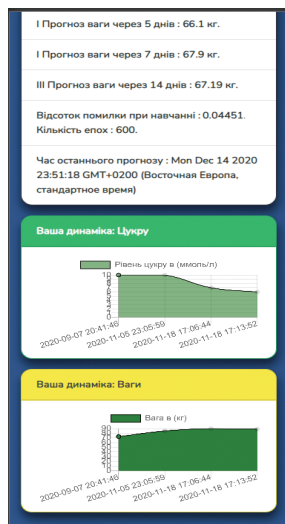 I Прогноз ваги через 5 днів : 66.1 кг.
I Прогноз ваги через 7 днів : 67.9 кг.
III Прогноз ваги через 14 днів : 67.19 кг.
Відсоток помилки при навчанні : 0.04451.
Кількість епох : 600.
Час останнього прогнозу : Mon Dec 14 2020
23:51:18 GMT+0200 (Восточная Европа,
стандартное время)
Ваша динаміка: Цукру
Рівень цукру в (ммоль/л)
2020-09-07 20:41:46
2020-11-05 23:05:59
2020-11-18 17:06:44
2020-11-18 17:13:52
Ваша динаміка: Ваги
Вага в (кг)
2020-09-07 20:41:46
2020-11-05 23:05:59
2020-11-18 17:06:44
2020-11-18 17:13:52